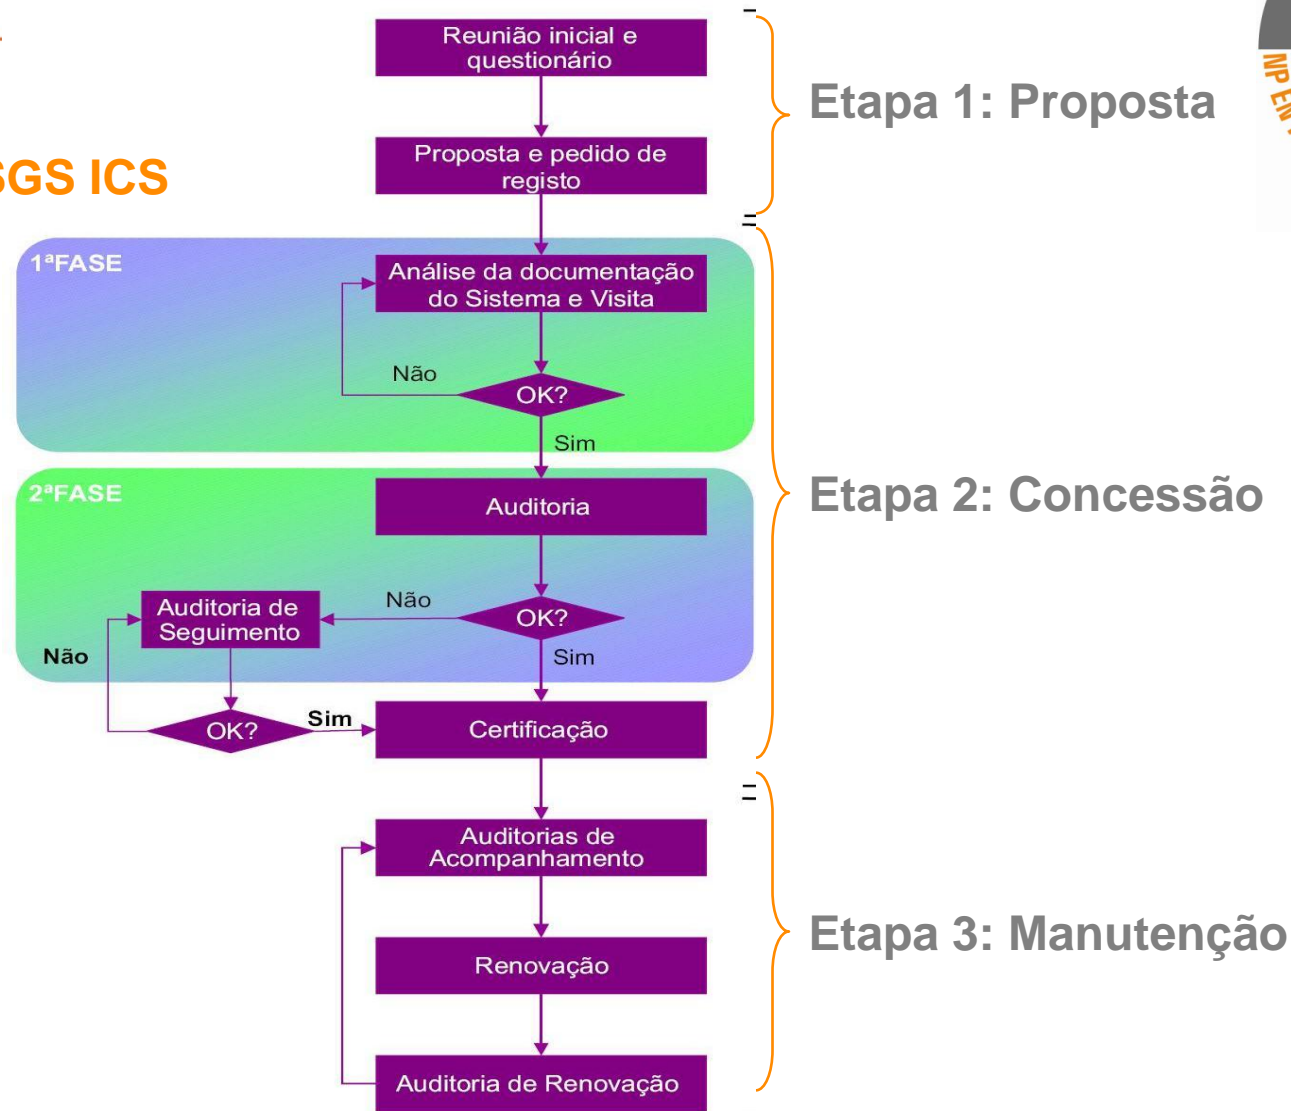 SGS ICS
Reunião inicial e
questionário
Proposta e pedido de
registo
Etapa 1: Proposta
NP EN
1ªFASE
Análise da documentação
do Sistema e Visita
Não
OK?
Sim
2ªFASE
Auditoria
Etapa 2: Concessão
Auditoria de
Seguimento
Não
OK?
Não
Sim
OK?
Sim
Certificação
Auditorias de
Acompanhamento
Renovação
Etapa 3: Manutenção
Auditoria de Renovação